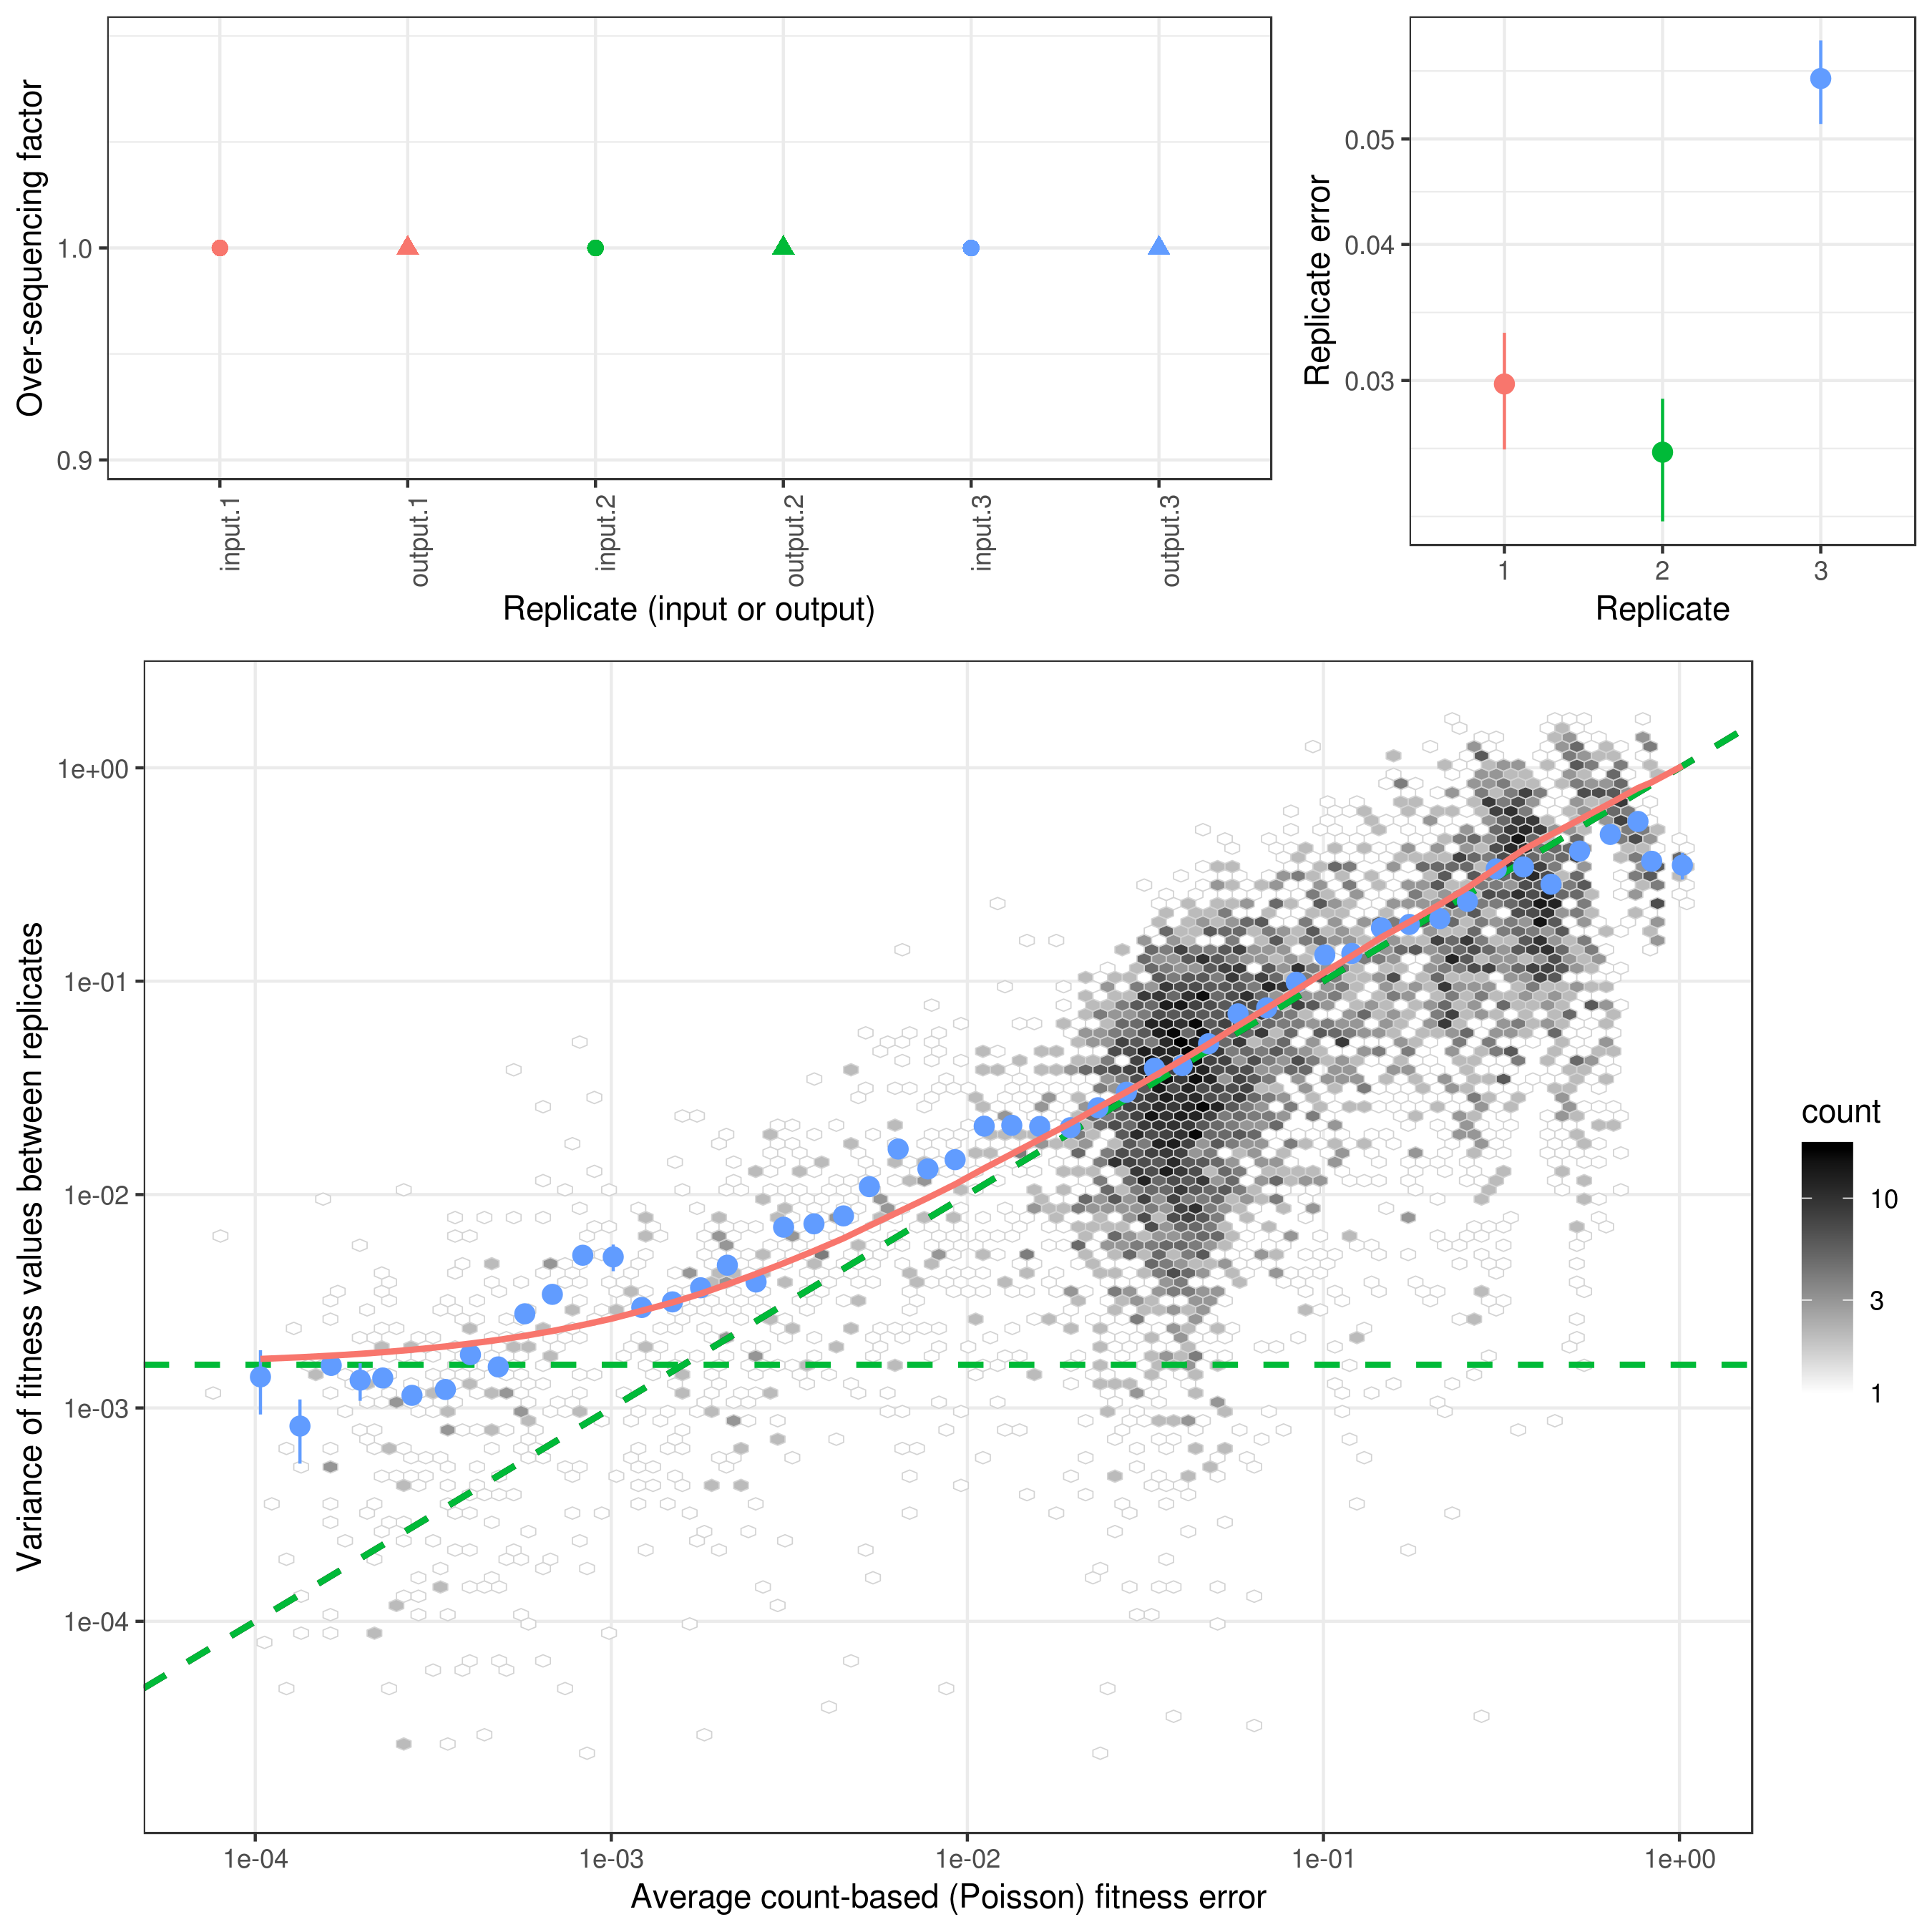 Over-sequencing factor
1.0
0.9
input.1
output.1
input.2
output.2
input.3
output.3
Replicate (input or output)
Replicate error
0.05
0.04
0.03
1
2
3
Replicate
Variance of fitness values between replicates
1e+00
1e-01
1e-02
1e-03
1e-04
1e-04
1e-03
1e-02
1e-01
1e+00
Average count-based (Poisson) fitness error
count
10
3
1